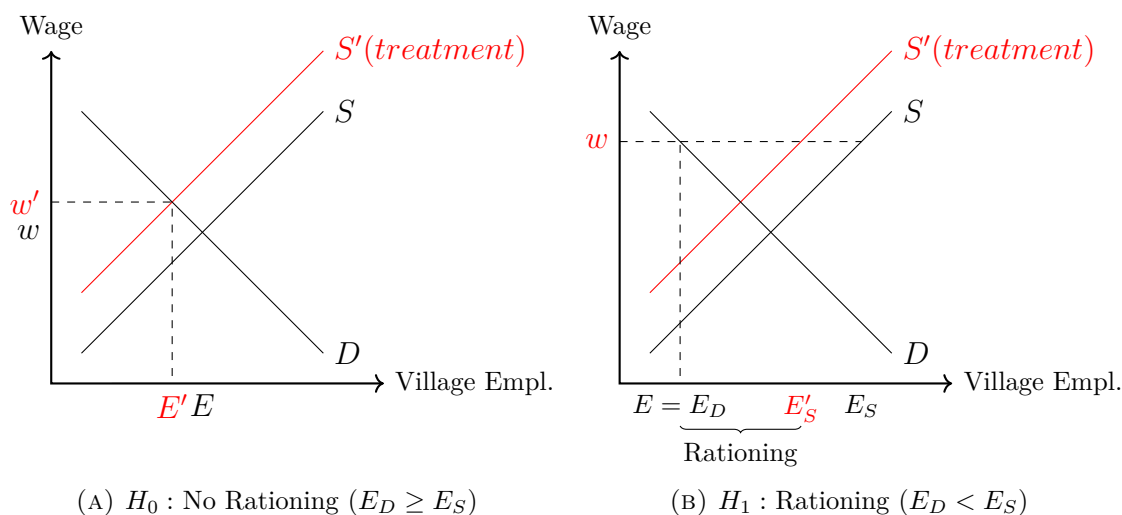 Wage
S′(treatment)
S
w′
w
D
Village Empl.
E′ E
(A) H₀ : No Rationing (E_D ≥ E_S)
Wage
S′(treatment)
S
w
D
Village Empl.
E = E_D E′_S E_S
Rationing
(B) H₁ : Rationing (E_D < E_S)